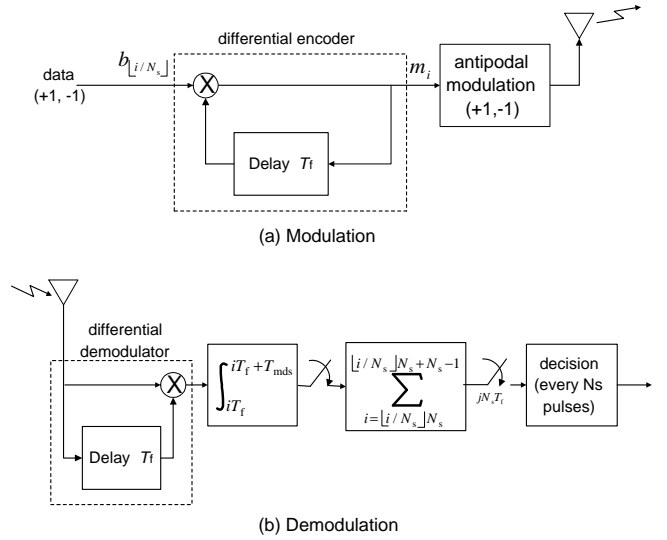 differential encoder
data
(+1, -1)
b⌊i/Nₛ⌋
X
mᵢ
antipodal
modulation
(+1,-1)
Delay Tf
(a) Modulation
differential
demodulator
X
Delay Tf
∫ iTf iTf + Tmds
⌊i/Nₛ⌋Nₛ + Nₛ − 1
∑
i = ⌊i/Nₛ⌋Nₛ
jNₛTf
decision
(every Ns
pulses)
(b) Demodulation